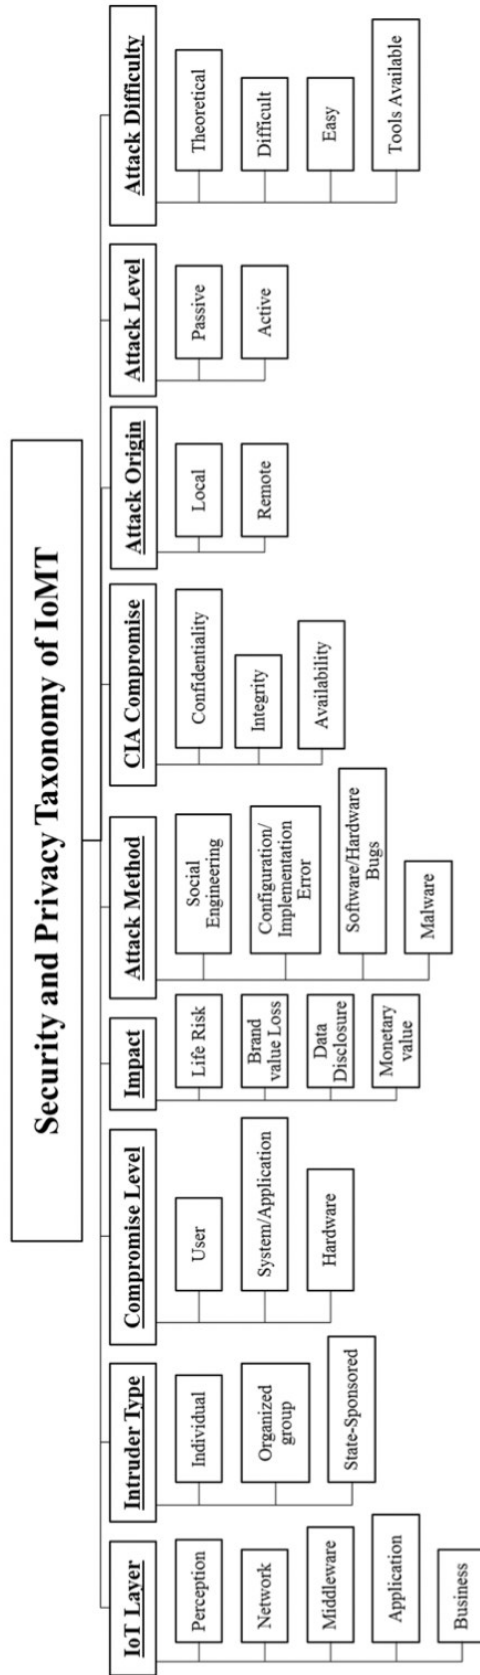 Security and Privacy Taxonomy of IoMT
IoT Layer
Perception
Network
Middleware
Application
Business
Intruder Type
Individual
Organized
group
State-Sponsored
Compromise Level
User
System/Application
Hardware
Impact
Life Risk
Brand
value Loss
Data
Disclosure
Monetary
value
Attack Method
Social
Engineering
Configuration/
Implementation
Error
Software/Hardware
Bugs
Malware
CIA Compromise
Confidentiality
Integrity
Availability
Attack Origin
Local
Remote
Attack Level
Passive
Active
Attack Difficulty
Theoretical
Difficult
Easy
Tools Available